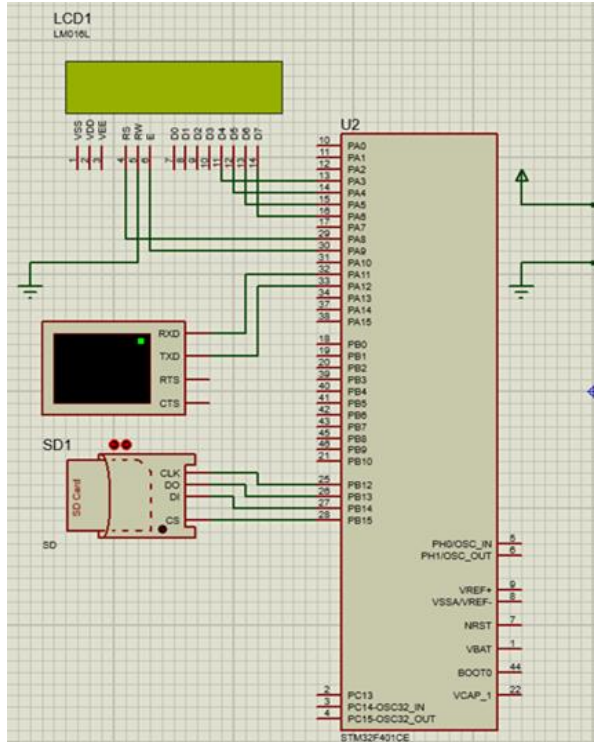 LCD1
LM016L
VSS VDD VEE RS RW E D0 D1 D2 D3 D4 D5 D6 D7
1 2 3 4 5 6 7 8 9 10 11 12 13 14
U2
10 PA0
11 PA1
12 PA2
13 PA3
14 PA4
15 PA5
16 PA6
17 PA7
29 PA8
30 PA9
31 PA10
32 PA11
33 PA12
34 PA13
37 PA14
38 PA15
18 PB0
19 PB1
20 PB2
39 PB3
40 PB4
41 PB5
42 PB6
43 PB7
45 PB8
46 PB9
21 PB10
25 PB12
26 PB13
27 PB14
28 PB15
RXD
TXD
RTS
CTS
SD1
SD Card
CLK
DO
DI
CS
SD
PH0/OSC_IN 5
PH1/OSC_OUT 6
VREF+ 9
VSSA/VREF- 8
NRST 7
VBAT 1
BOOT0 44
VCAP_1 22
2 PC13
3 PC14-OSC32_IN
4 PC15-OSC32_OUT
STM32F401CE